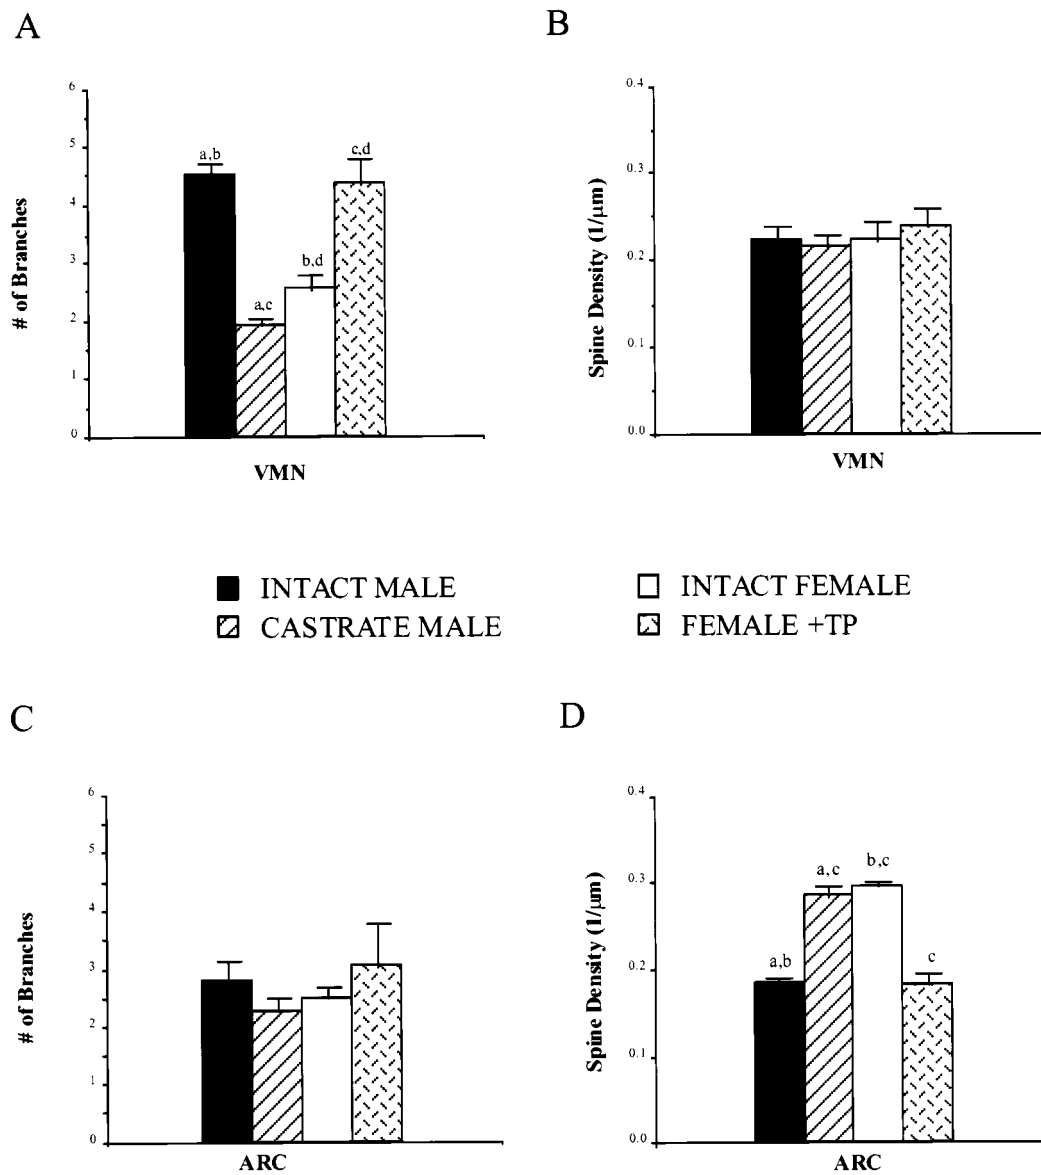 A
# of Branches
6
5
4
3
2
1
0
a,b
a,c
b,d
c,d
VMN
B
Spine Density (1/μm)
0.4
0.3
0.2
0.1
0.0
VMN
INTACT MALE
CASTRATE MALE
INTACT FEMALE
FEMALE +TP
C
# of Branches
6
5
4
3
2
1
0
ARC
D
Spine Density (1/μm)
0.4
0.3
0.2
0.1
0.0
a,b
a,c
b,c
c
ARC